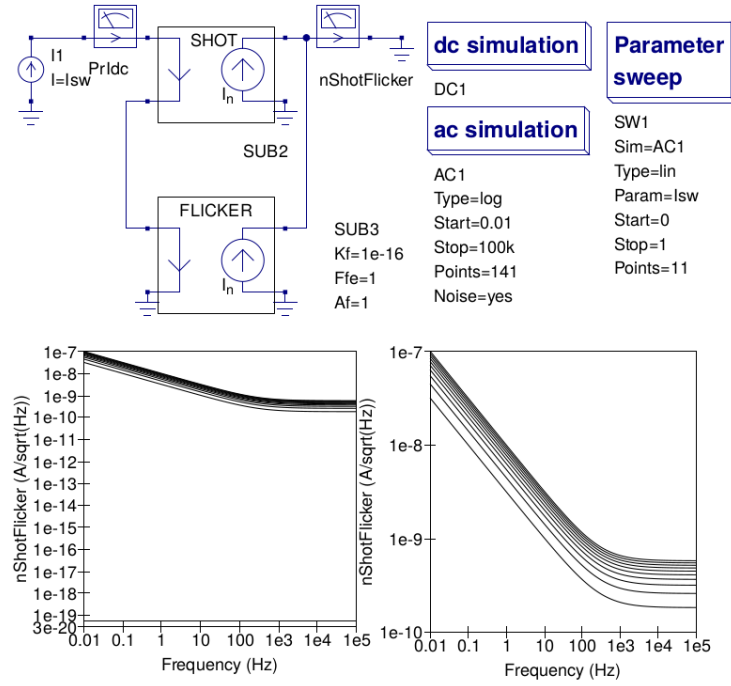 I1
I=Isw
PrIdc
SHOT
In
nShotFlicker
SUB2
FLICKER
In
SUB3
Kf=1e-16
Ffe=1
Af=1
dc simulation
DC1
ac simulation
AC1
Type=log
Start=0.01
Stop=100k
Points=141
Noise=yes
Parameter
sweep
SW1
Sim=AC1
Type=lin
Param=Isw
Start=0
Stop=1
Points=11
nShotFlicker (A/sqrt(Hz))
1e-7
1e-8
1e-9
1e-10
1e-11
1e-12
1e-13
1e-14
1e-15
1e-16
1e-17
1e-18
1e-19
3e-20
0.01 0.1 1 10 100 1e3 1e4 1e5
Frequency (Hz)
nShotFlicker (A/sqrt(Hz))
1e-7
1e-8
1e-9
1e-10
0.01 0.1 1 10 100 1e3 1e4 1e5
Frequency (Hz)